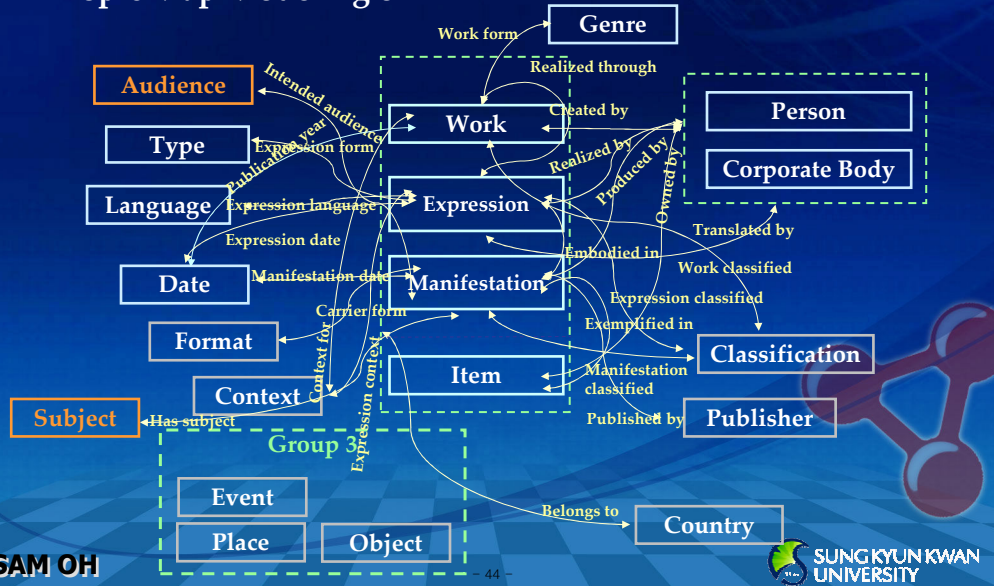 Genre
Work form
Realized through
Audience
Intended audience
Person
Created by
Work
Type
Expression form
Publication year
Realized by
Produced by
Owned by
Corporate Body
Language
Expression language
Expression
Translated by
Expression date
Embodied in
Work classified
Date
Manifestation date
Manifestation
Expression classified
Carrier form
Exemplified in
Format
Context for
Classification
Expression context
Item
Manifestation
classified
Context
Subject
Has subject
Published by
Publisher
Group 3
Event
Belongs to
Country
Place
Object
SAM OH
- 44 -
SUNGKYUNKWAN
UNIVERSITY